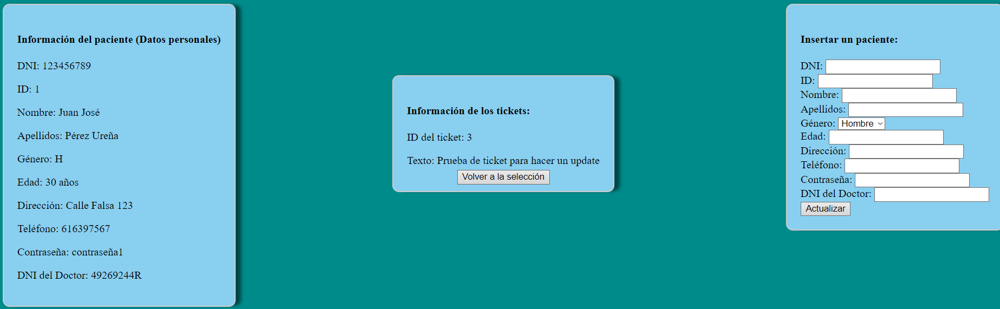 Información del paciente (Datos personales)
DNI: 123456789
ID: 1
Nombre: Juan José
Apellidos: Pérez Ureña
Género: H
Edad: 30 años
Dirección: Calle Falsa 123
Teléfono: 616397567
Contraseña: contraseña1
DNI del Doctor: 49269244R
Información de los tickets:
ID del ticket: 3
Texto: Prueba de ticket para hacer un update
Volver a la selección
Insertar un paciente:
DNI:
ID:
Nombre:
Apellidos:
Género: Hombre
Edad:
Dirección:
Teléfono:
Contraseña:
DNI del Doctor:
Actualizar